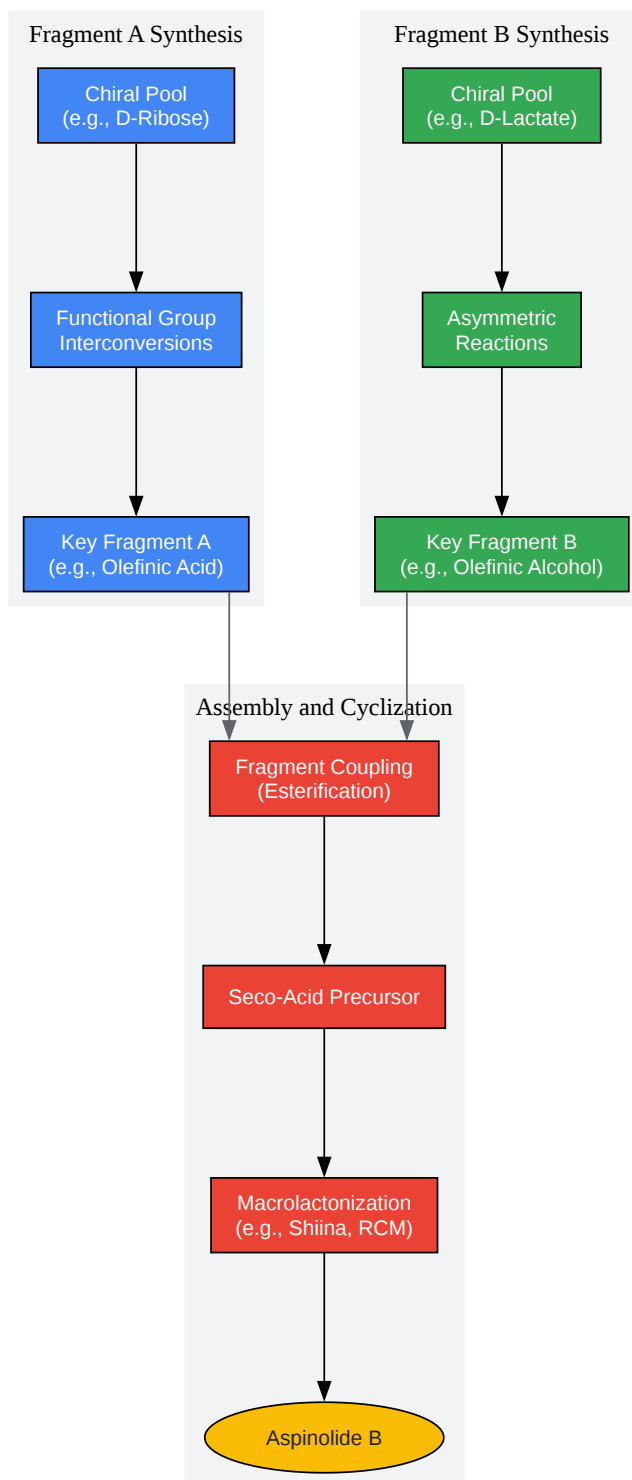 Fragment A Synthesis
Chiral Pool
(e.g., D-Ribose)
Functional Group
Interconversions
Key Fragment A
(e.g., Olefinic Acid)
Fragment B Synthesis
Chiral Pool
(e.g., D-Lactate)
Asymmetric
Reactions
Key Fragment B
(e.g., Olefinic Alcohol)
Assembly and Cyclization
Fragment Coupling
(Esterification)
Seco-Acid Precursor
Macrolactonization
(e.g., Shiina, RCM)
Aspinolide B